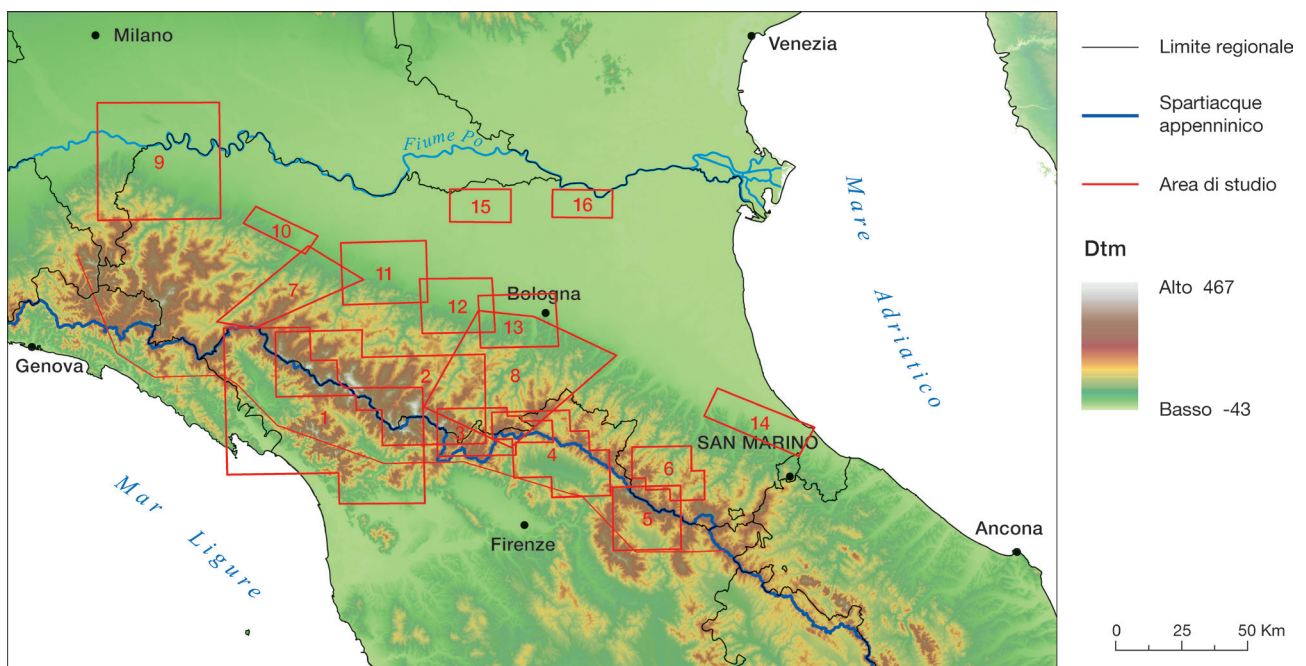 Milano
Venezia
Fiume Po
9
15
16
10
7
11
12
Bologna
13
Genova
2
8
1
3
4
14
SAN MARINO
6
5
Firenze
Ancona
Mare
Adriatico
Mar
Ligure
Limite regionale
Spartiacque
appenninico
Area di studio
Dtm
Alto 467
Basso -43
0 25 50 Km